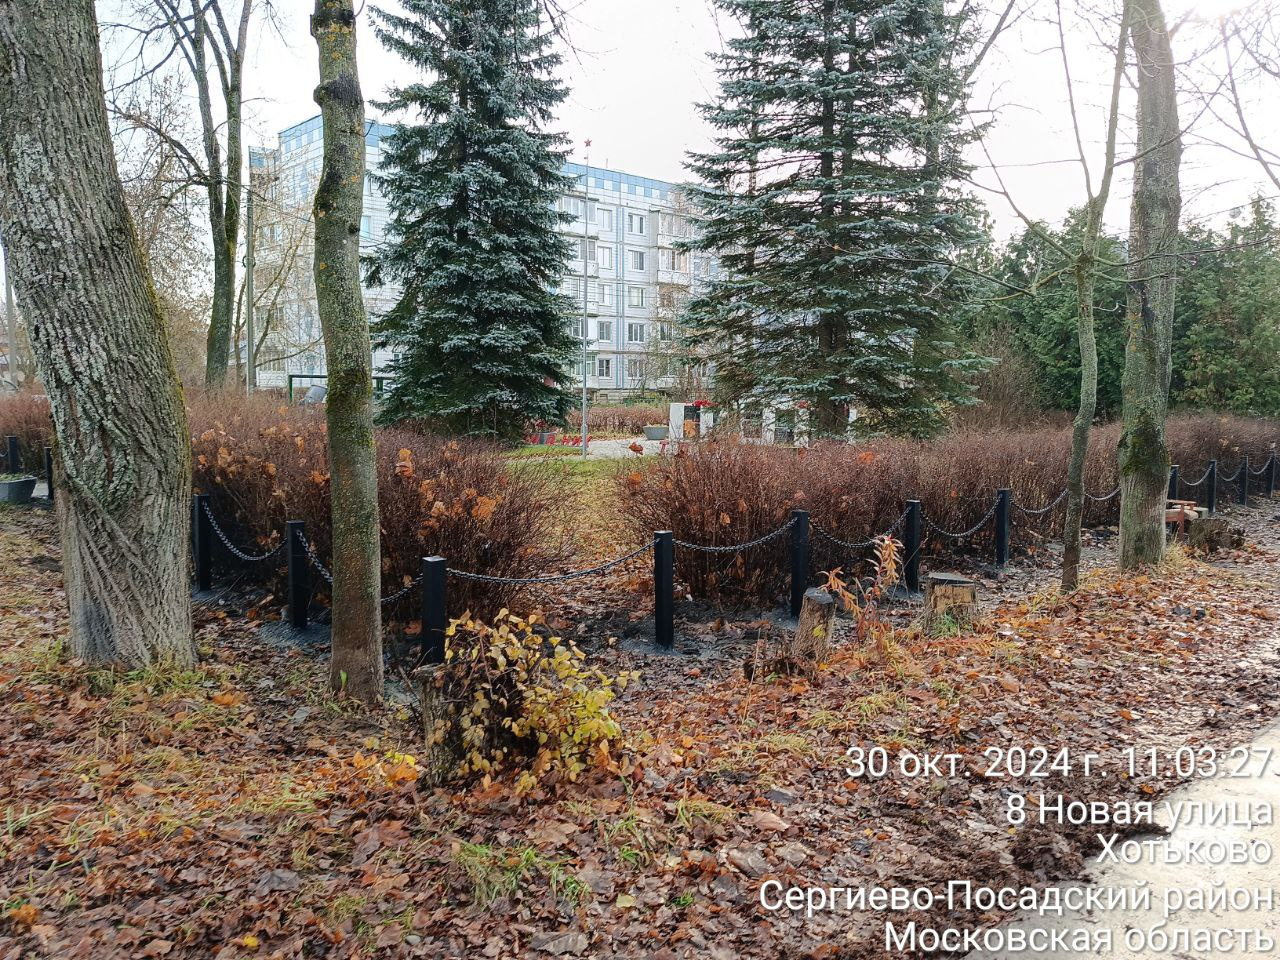 30 окт. 2024 г. 11:03:27
8 Новая улица
Хотьково
Сергиево-Посадский район
Московская область